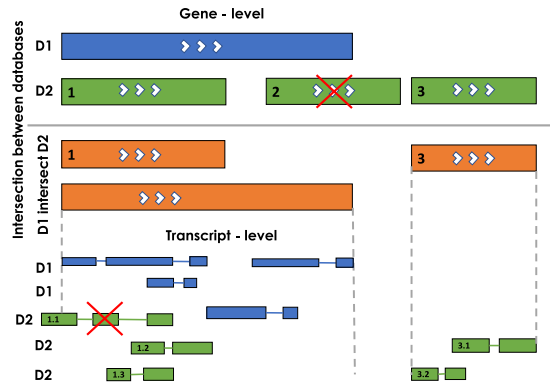 Gene - level
D1
D2
1
2
3
Intersection between databases
D1 intersect D2
1
3
Transcript - level
D1
D1
D2
1.1
D2
1.2
3.1
D2
1.3
3.2